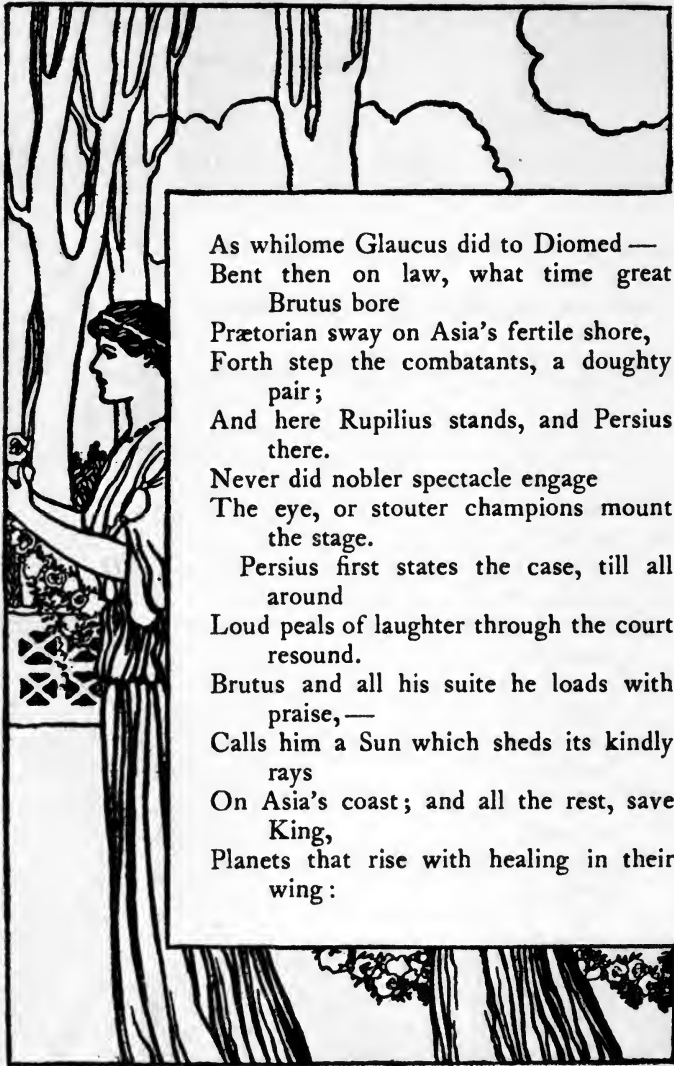 As whilome Glaucus did to Diomed —
Bent then on law, what time great
Brutus bore
Prætorian sway on Asia's fertile shore,
Forth step the combatants, a doughty
pair;
And here Rupilius stands, and Persius
there.
Never did nobler spectacle engage
The eye, or stouter champions mount
the stage.
Persius first states the case, till all
around
Loud peals of laughter through the court
resound.
Brutus and all his suite he loads with
praise, —
Calls him a Sun which sheds its kindly
rays
On Asia's coast; and all the rest, save
King,
Planets that rise with healing in their
wing: